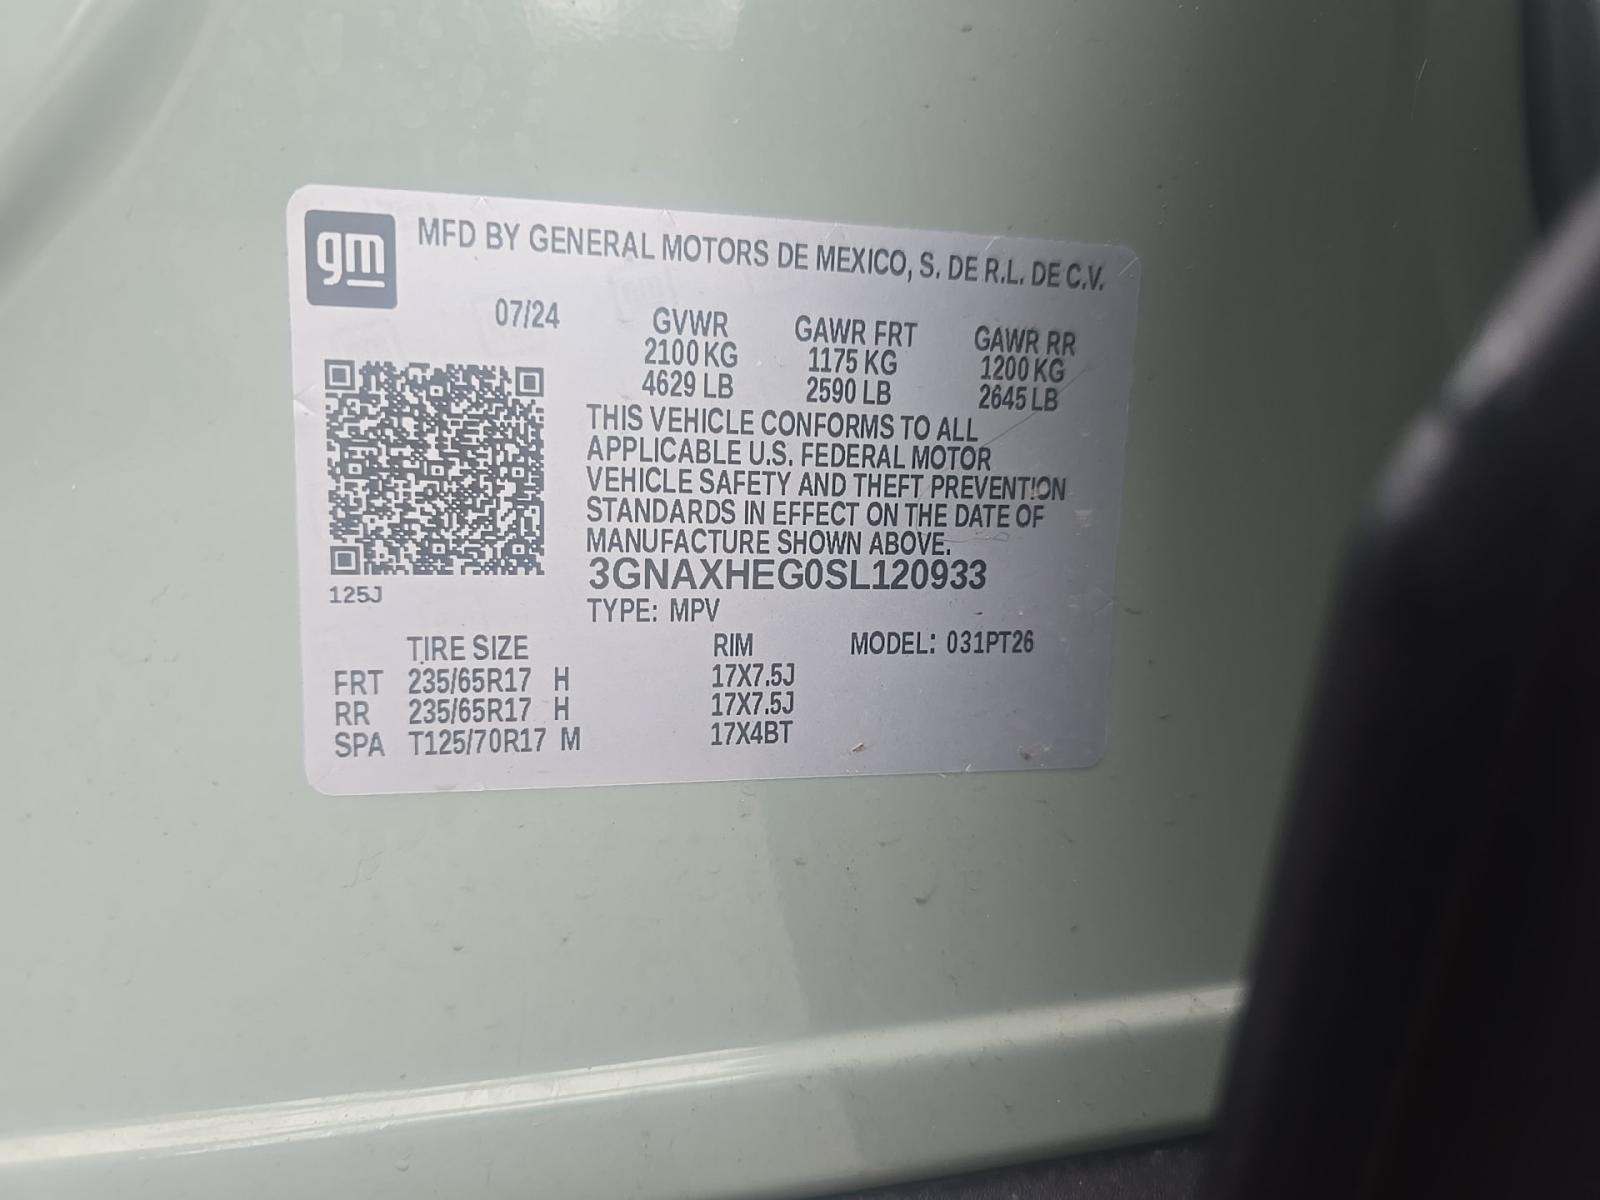 gm MFD BY GENERAL MOTORS DE MEXICO, S. DE R.L. DE C.V.
07/24 GVWR GAWR FRT GAWR RR
2100 KG 1175 KG 1200 KG
4629 LB 2590 LB 2645 LB
THIS VEHICLE CONFORMS TO ALL
APPLICABLE U.S. FEDERAL MOTOR
VEHICLE SAFETY AND THEFT PREVENTION
STANDARDS IN EFFECT ON THE DATE OF
MANUFACTURE SHOWN ABOVE.
3GNAXHEG0SL120933
125J
TYPE: MPV
TIRE SIZE RIM MODEL: 031PT26
FRT 235/65R17 H 17X7.5J
RR 235/65R17 H 17X7.5J
SPA T125/70R17 M 17X4BT